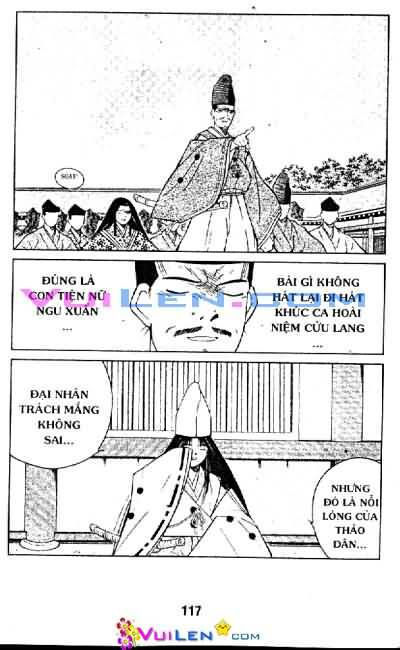 ĐÚNG LÀ
CON TIỆN NỮ
NGU XUẨN
...
BÀI GÌ KHÔNG
HÁT LẠI ĐI HÁT
KHÚC CA HOÀI
NIỆM CỬU LANG
...
VUILEN.COM
ĐẠI NHÂN
TRÁCH MẮNG
KHÔNG
SAI...
NHƯNG
ĐÓ LÀ NỖI
LÒNG CỦA
THẢO
DÂN...
117
VUILEN.COM